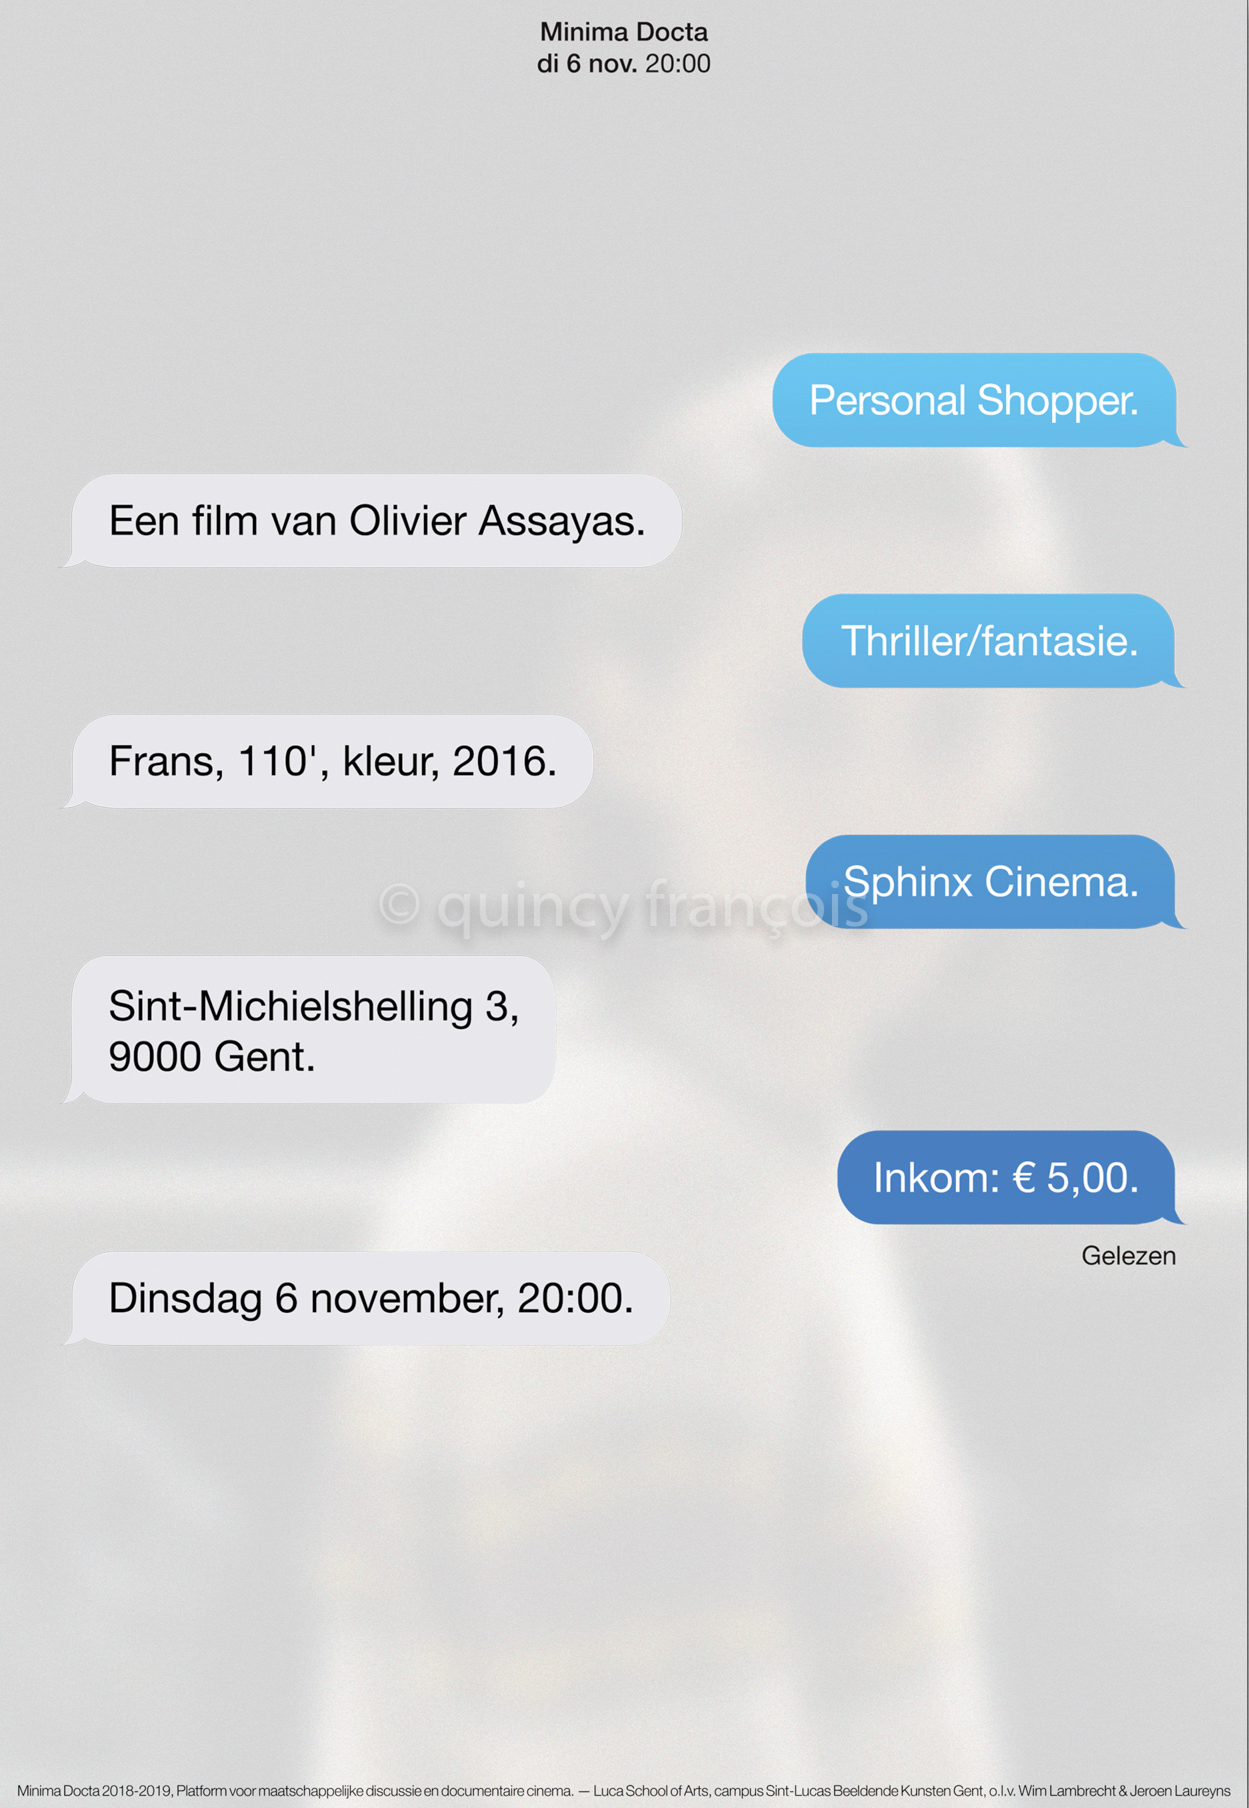 Minima Docta
di 6 nov. 20:00
Personal Shopper.
Een film van Olivier Assayas.
Thriller/fantasie.
Frans, 110', kleur, 2016.
Sphinx Cinema.
© quincy françois
Sint-Michielshelling 3,
9000 Gent.
Inkom: € 5,00.
Gelezen
Dinsdag 6 november, 20:00.
Minima Docta 2018-2019, Platform voor maatschappelijke discussie en documentaire cinema. — Luca School of Arts, campus Sint-Lucas Beeldende Kunsten Gent, o.l.v. Wim Lambrecht & Jeroen Laureyns